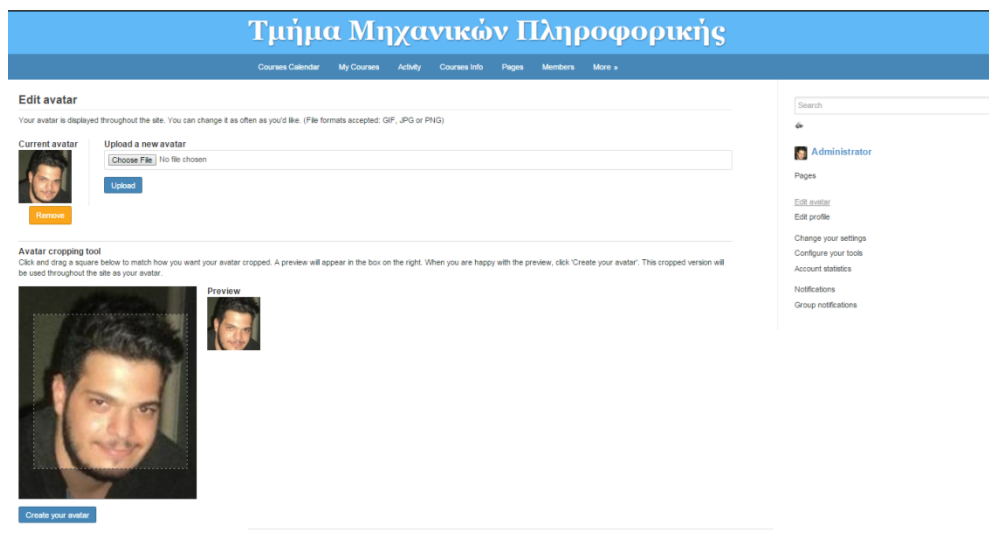 Τμήμα Μηχανικών Πληροφορικής
Courses Calendar My Courses Activity Courses Info Pages Members More »
Edit avatar
Your avatar is displayed throughout the site. You can change it as often as you'd like. (File formats accepted: GIF, JPG or PNG)
Current avatar
Remove
Upload a new avatar
Choose File No file chosen
Upload
Avatar cropping tool
Click and drag a square below to match how you want your avatar cropped. A preview will appear in the box on the right. When you are happy with the preview, click 'Create your avatar'. This cropped version will
be used throughout the site as your avatar.
Preview
Create your avatar
Search
Administrator
Pages
Edit avatar
Edit profile
Change your settings
Configure your tools
Account statistics
Notifications
Group notifications